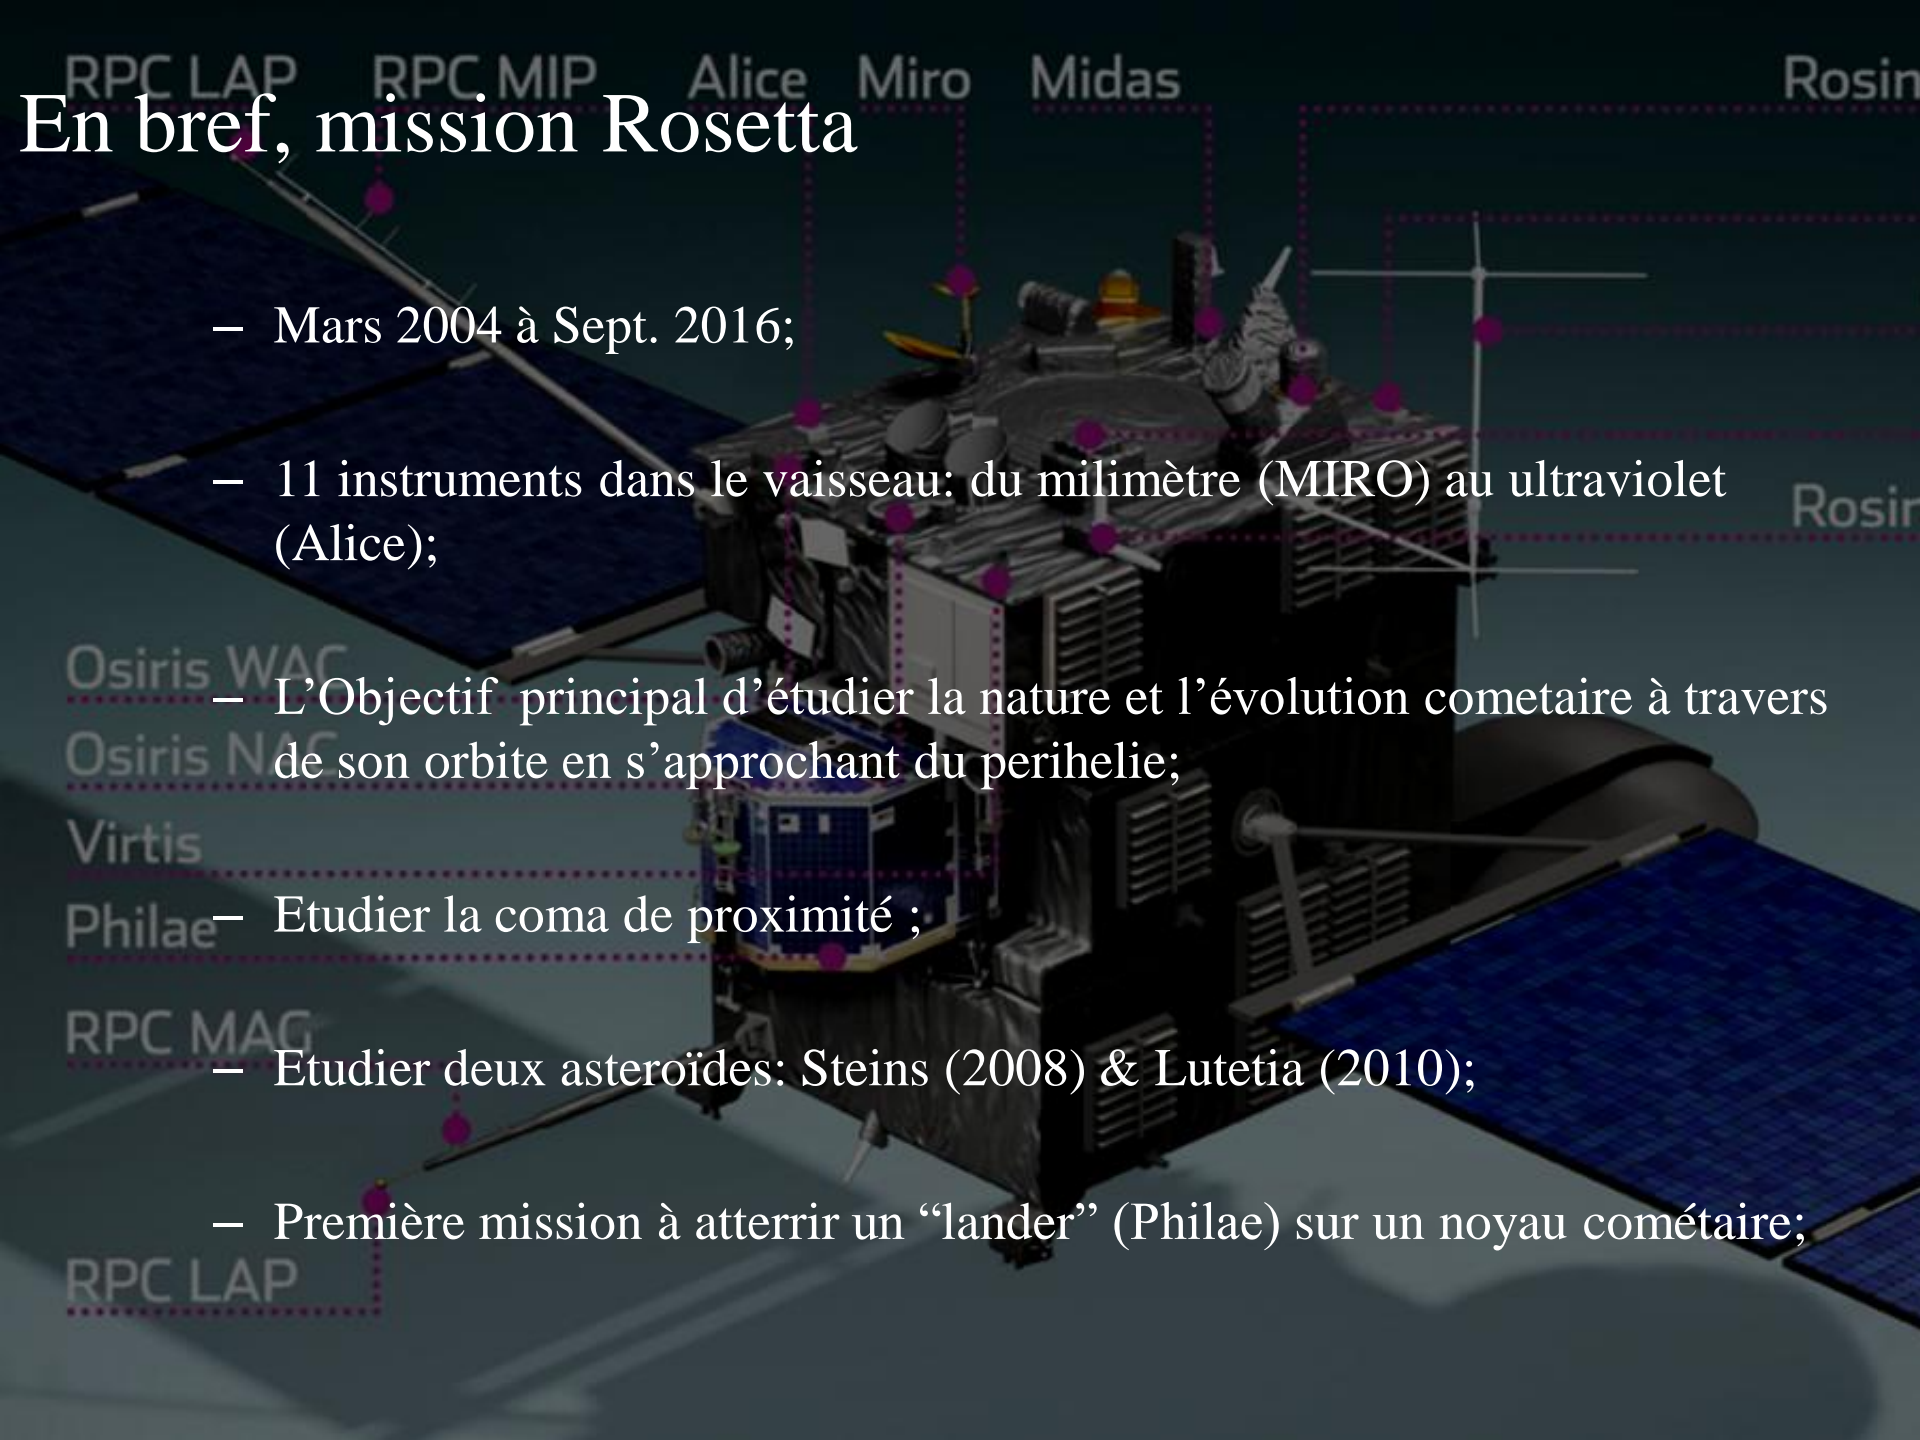 RPC LAP RPC MIP Alice Miro Midas Rosin
En bref, mission Rosetta
– Mars 2004 à Sept. 2016;
– 11 instruments dans le vaisseau: du milimètre (MIRO) au ultraviolet
(Alice);
Rosin
Osiris WAC
– L’Objectif principal d’étudier la nature et l’évolution cometaire à travers
de son orbite en s’approchant du perihelie;
Osiris NAC
Virtis
Philae
– Etudier la coma de proximité ;
RPC MAG
– Etudier deux asteroïdes: Steins (2008) & Lutetia (2010);
– Première mission à atterrir un “lander” (Philae) sur un noyau cométaire;
RPC LAP